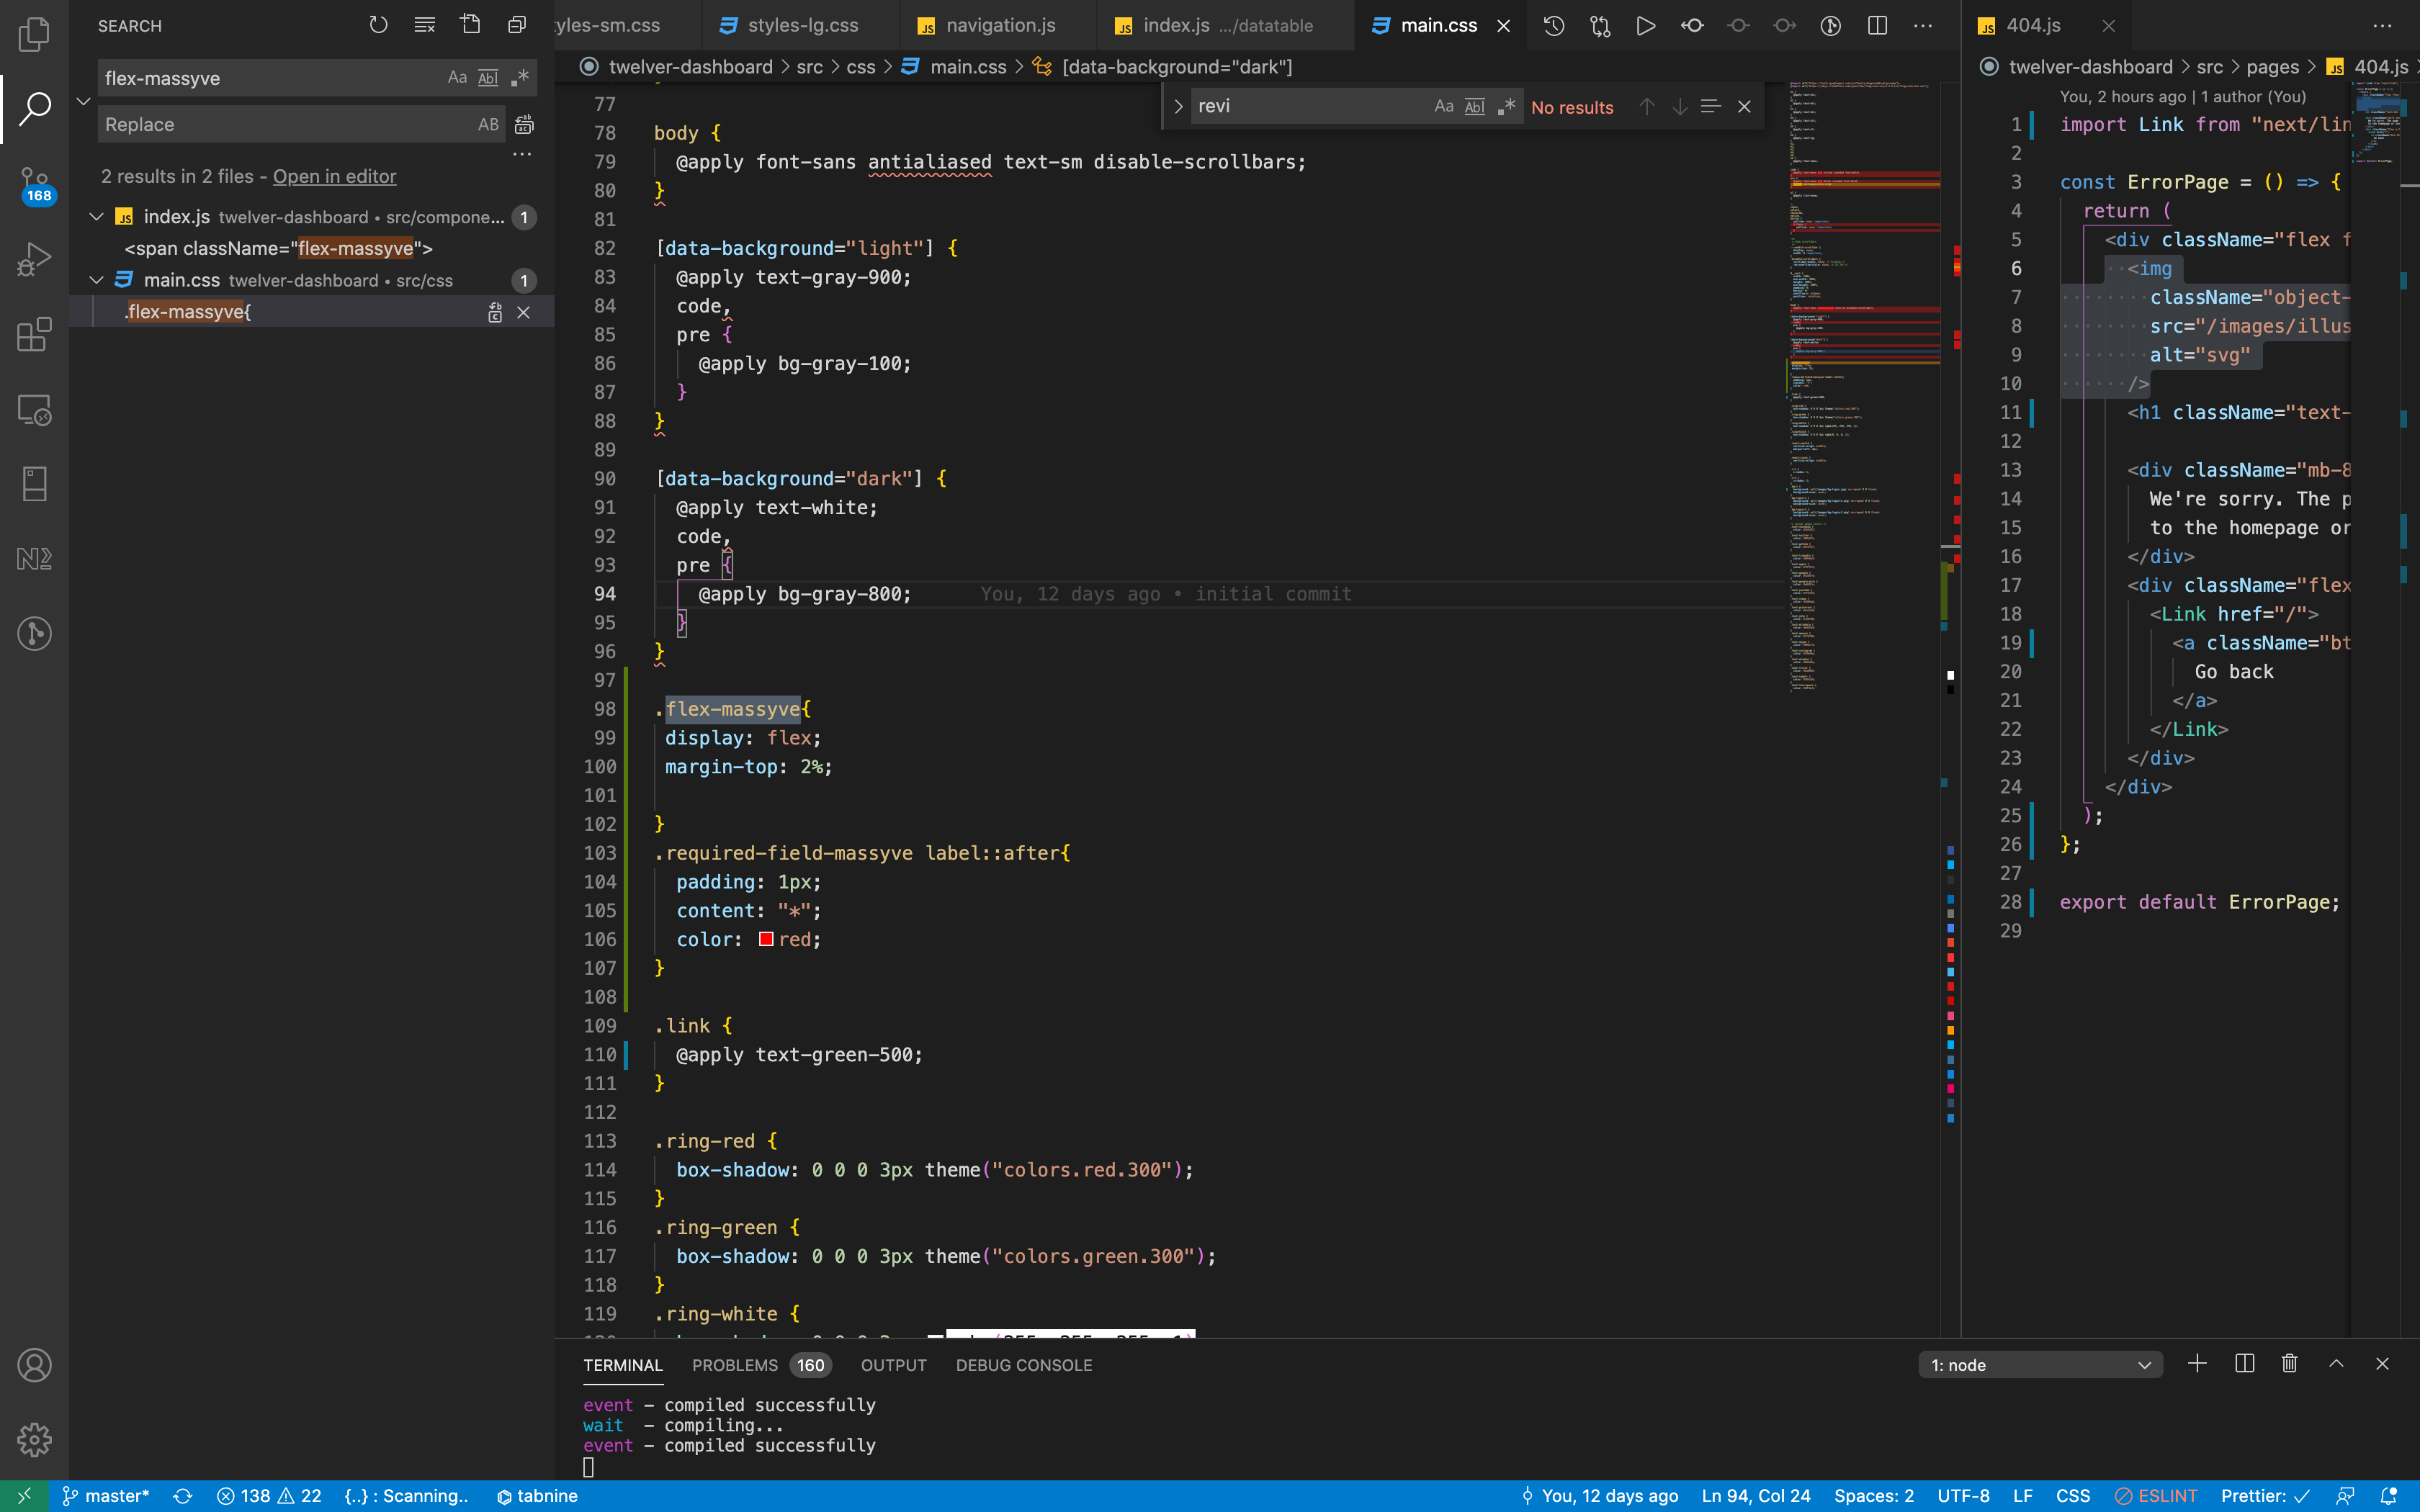 SEARCH
flex-massyve
Aa Abl .*
Replace
AB
2 results in 2 files - Open in editor
JS index.js twelver-dashboard • src/compone... 1
<span className="flex-massyve">
main.css twelver-dashboard • src/css 1
.flex-massyve{
168
yles-sm.css
styles-lg.css
JS navigation.js
JS index.js .../datatable
main.css
twelver-dashboard > src > css > main.css > [data-background="dark"]
revi
Aa Abl .*
No results
77
78 body {
79 @apply font-sans antialiased text-sm disable-scrollbars;
80 }
81
82 [data-background="light"] {
83 @apply text-gray-900;
84 code,
85 pre {
86 @apply bg-gray-100;
87 }
88 }
89
90 [data-background="dark"] {
91 @apply text-white;
92 code,
93 pre {
94 @apply bg-gray-800; You, 12 days ago • initial commit
95 }
96 }
97
98 .flex-massyve{
99 display: flex;
100 margin-top: 2%;
101
102 }
103 .required-field-massyve label::after{
104 padding: 1px;
105 content: "*";
106 color: red;
107 }
108
109 .link {
110 @apply text-green-500;
111 }
112
113 .ring-red {
114 box-shadow: 0 0 0 3px theme("colors.red.300");
115 }
116 .ring-green {
117 box-shadow: 0 0 0 3px theme("colors.green.300");
118 }
119 .ring-white {
JS 404.js
twelver-dashboard > src > pages > JS 404.js
You, 2 hours ago | 1 author (You)
1 import Link from "next/lin
2
3 const ErrorPage = () => {
4 return (
5 <div className="flex f
6 <img
7 className="object-
8 src="/images/illus
9 alt="svg"
10 />
11 <h1 className="text-
12
13 <div className="mb-8
14 We're sorry. The p
15 to the homepage or
16 </div>
17 <div className="flex
18 <Link href="/">
19 <a className="bt
20 Go back
21 </a>
22 </Link>
23 </div>
24 </div>
25 );
26 };
27
28 export default ErrorPage;
29
TERMINAL PROBLEMS 160 OUTPUT DEBUG CONSOLE
1: node
event - compiled successfully
wait - compiling...
event - compiled successfully
master* 138 22 {..} : Scanning.. tabnine
You, 12 days ago Ln 94, Col 24 Spaces: 2 UTF-8 LF CSS ESLINT Prettier: ✓